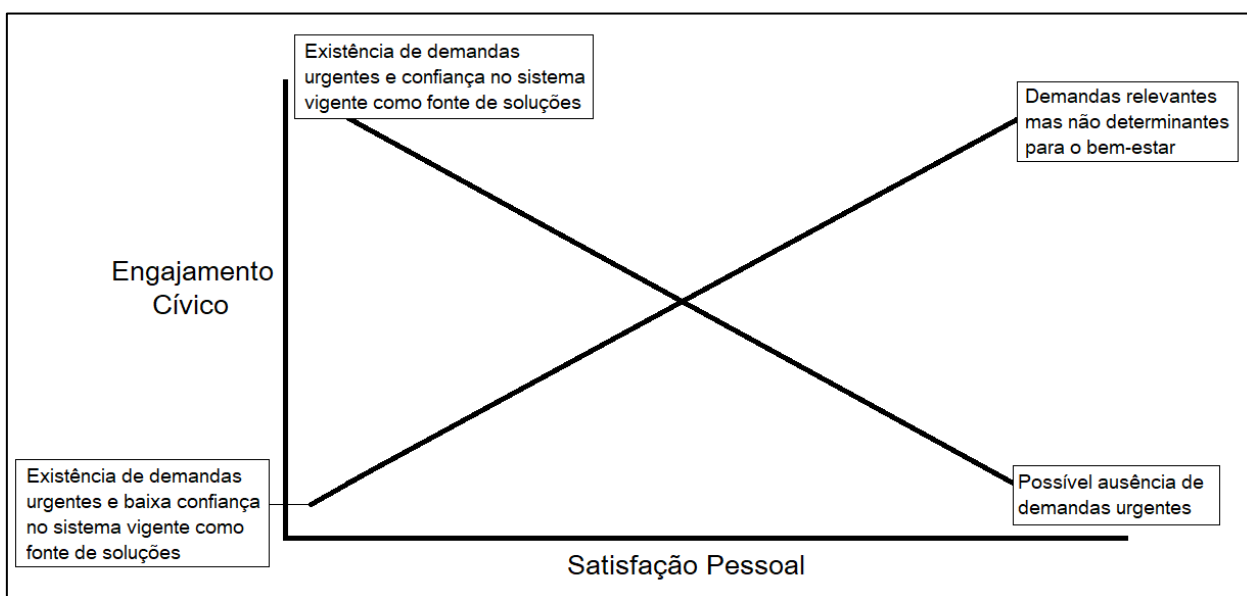 Existência de demandas
urgentes e confiança no sistema
vigente como fonte de soluções
Demandas relevantes
mas não determinantes
para o bem-estar
Engajamento
Cívico
Existência de demandas
urgentes e baixa confiança
no sistema vigente como
fonte de soluções
Possível ausência de
demandas urgentes
Satisfação Pessoal